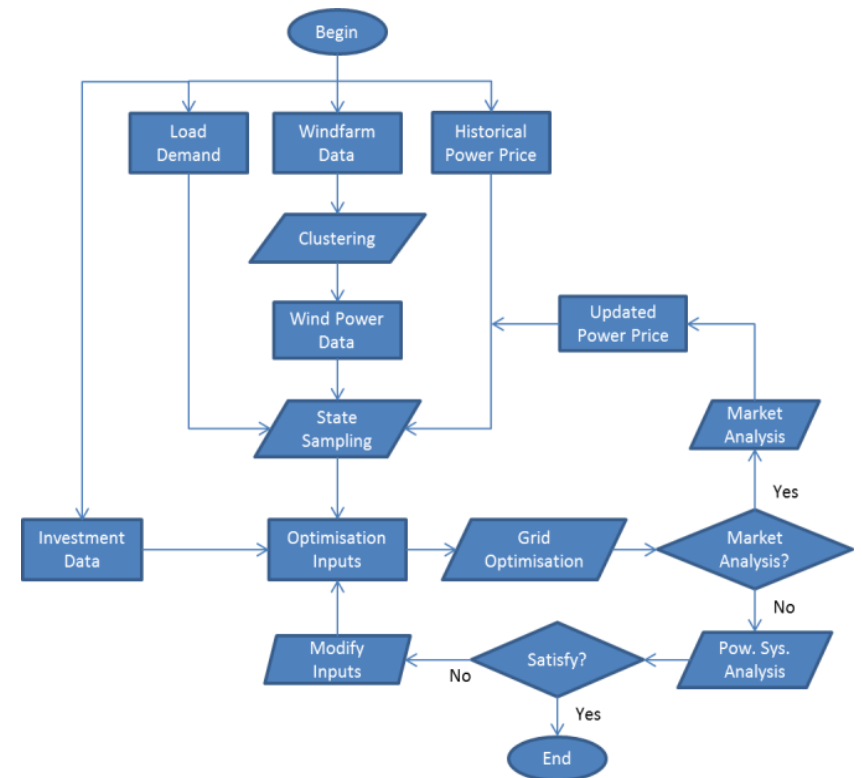 Begin
Load
Demand
Windfarm
Data
Historical
Power Price
Clustering
Wind Power
Data
Updated
Power Price
State
Sampling
Market
Analysis
Yes
Investment
Data
Optimisation
Inputs
Grid
Optimisation
Market
Analysis?
No
Modify
Inputs
No
Satisfy?
Pow. Sys.
Analysis
Yes
End